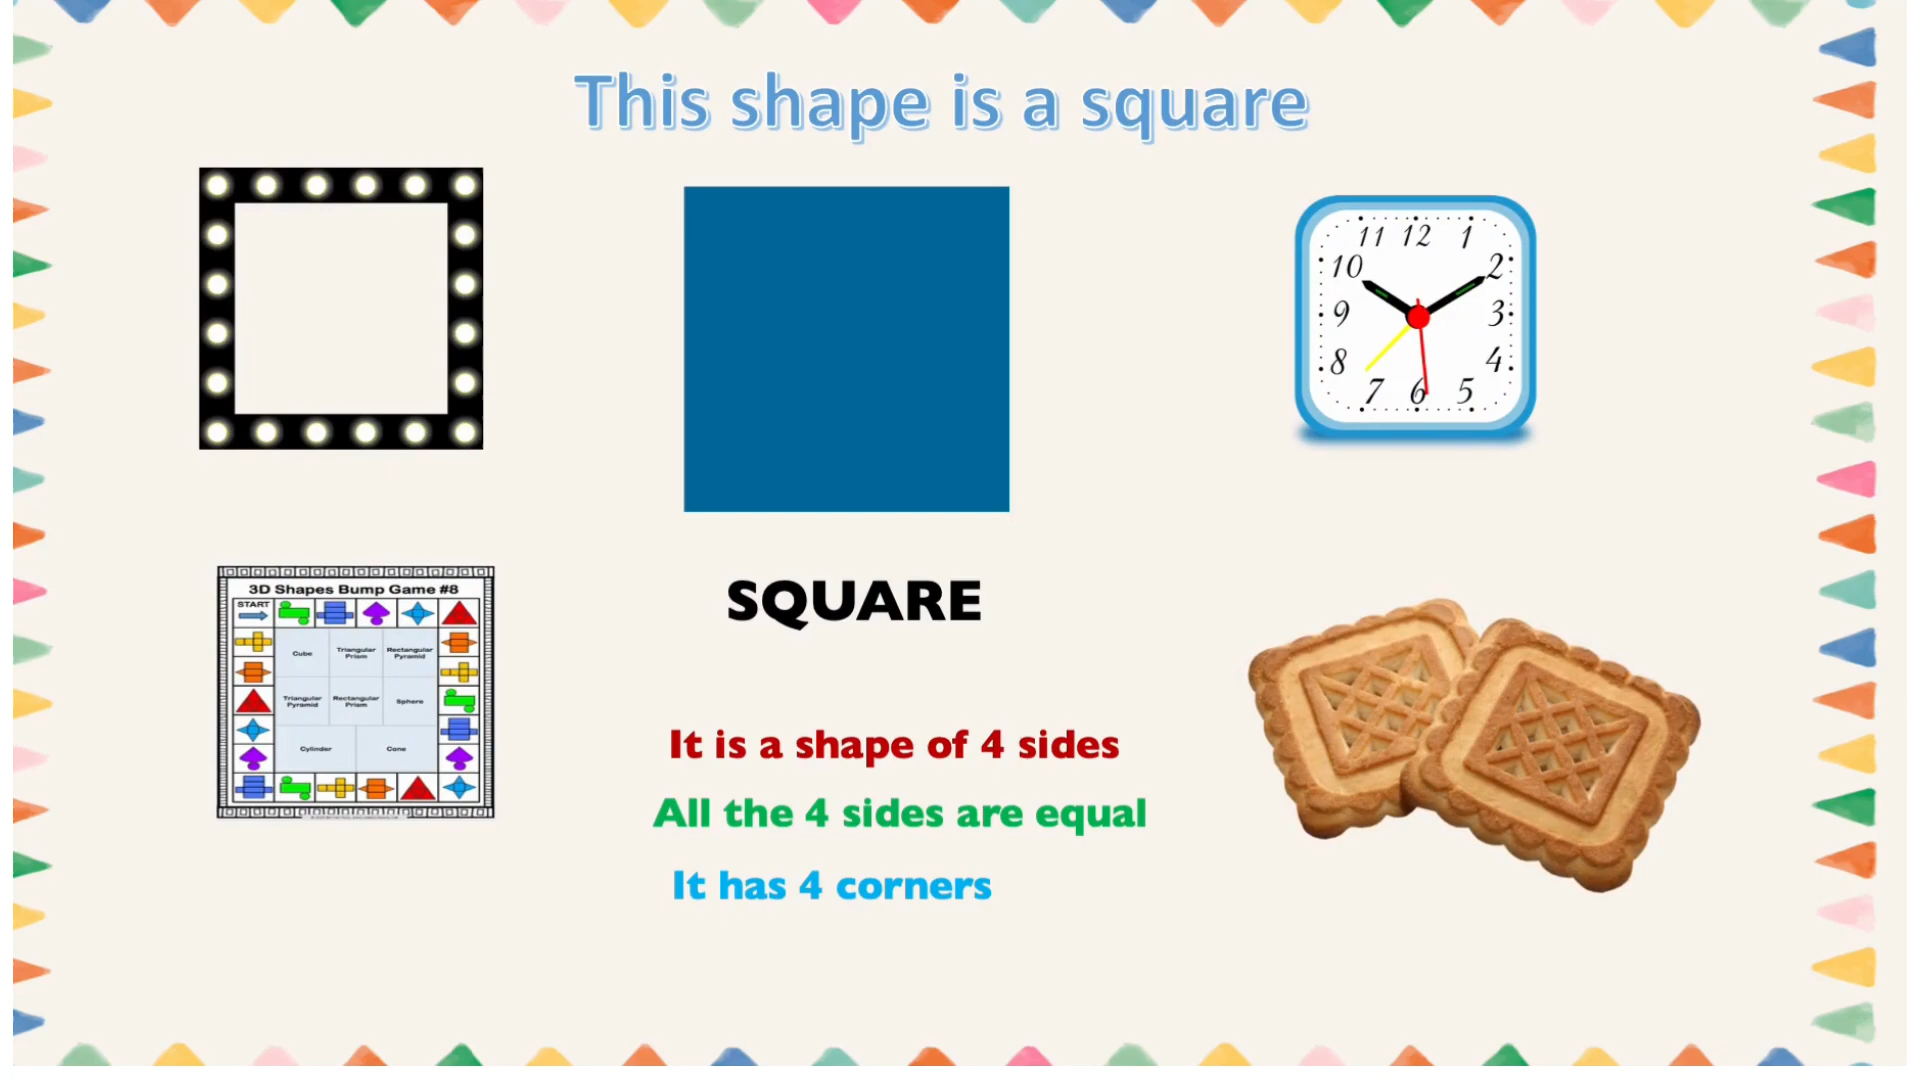 This shape is a square
11 12 1
10 2
9 3
8 4
7 6 5
3D Shapes Bump Game #8
START
Cube
Triangular Prism
Rectangular Pyramid
Triangular Pyramid
Rectangular Prism
Sphere
Cylinder
Cone
SQUARE
It is a shape of 4 sides
All the 4 sides are equal
It has 4 corners